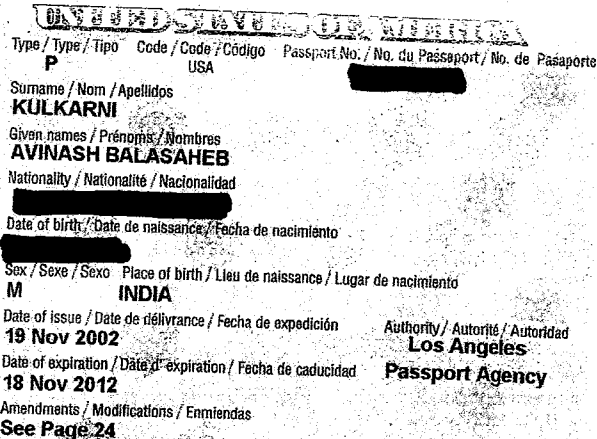 UNITED STATES OF AMERICA
Type / Type / Tipo Code / Code / Código Passport No. / No. du Passeport / No. de Pasaporte
P USA
Surname / Nom / Apellidos
KULKARNI
Given names / Prénoms / Nombres
AVINASH BALASAHEB
Nationality / Nationalité / Nacionalidad
Date of birth / Date de naissance / Fecha de nacimiento
Sex / Sexe / Sexo Place of birth / Lieu de naissance / Lugar de nacimiento
M INDIA
Date of issue / Date de délivrance / Fecha de expedición Authority / Autorité / Autoridad
19 Nov 2002 Los Angeles
Date of expiration / Date d'expiration / Fecha de caducidad Passport Agency
18 Nov 2012
Amendments / Modifications / Enmiendas
See Page 24